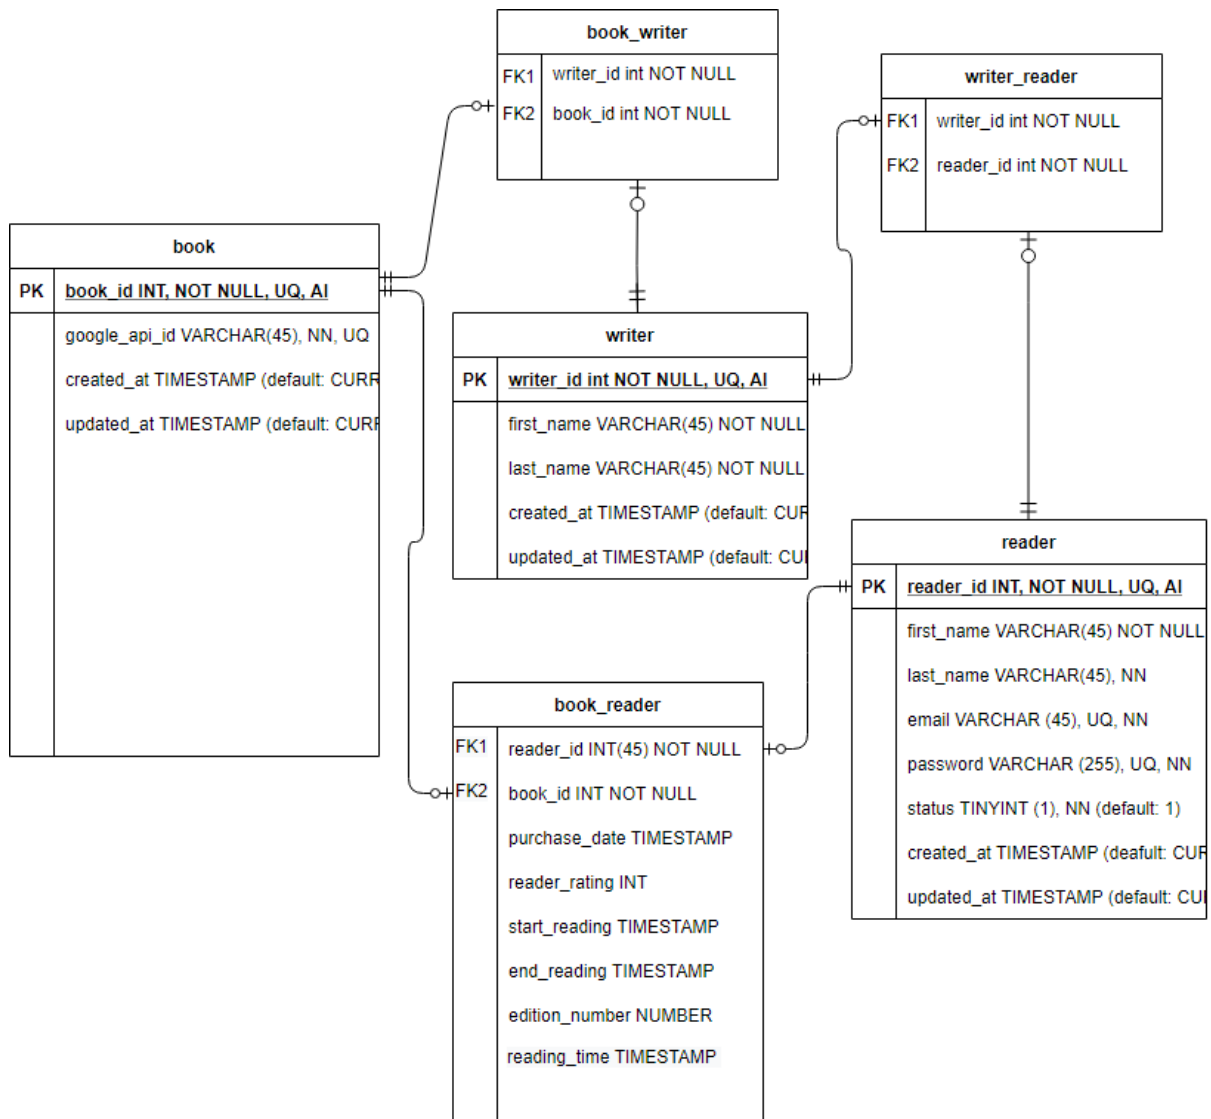 book_writer
FK1 writer_id int NOT NULL
FK2 book_id int NOT NULL
writer_reader
FK1 writer_id int NOT NULL
FK2 reader_id int NOT NULL
book
PK book_id INT, NOT NULL, UQ, AI
google_api_id VARCHAR(45), NN, UQ
created_at TIMESTAMP (default: CURR
updated_at TIMESTAMP (default: CURR
writer
PK writer_id int NOT NULL, UQ, AI
first_name VARCHAR(45) NOT NULL
last_name VARCHAR(45) NOT NULL
created_at TIMESTAMP (default: CUR
updated_at TIMESTAMP (default: CU
reader
PK reader_id INT, NOT NULL, UQ, AI
first_name VARCHAR(45) NOT NULL
last_name VARCHAR(45), NN
email VARCHAR (45), UQ, NN
password VARCHAR (255), UQ, NN
status TINYINT (1), NN (default: 1)
created_at TIMESTAMP (deafult: CUR
updated_at TIMESTAMP (default: CU
book_reader
FK1 reader_id INT(45) NOT NULL
FK2 book_id INT NOT NULL
purchase_date TIMESTAMP
reader_rating INT
start_reading TIMESTAMP
end_reading TIMESTAMP
edition_number NUMBER
reading_time TIMESTAMP